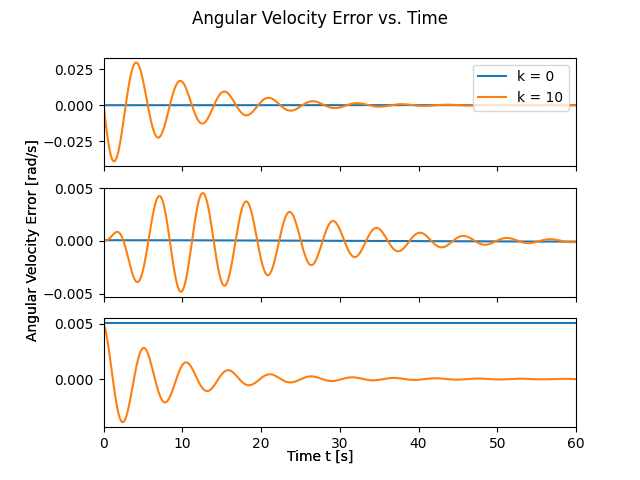 Angular Velocity Error vs. Time
Angular Velocity Error [rad/s]
0.025
0.000
−0.025
k = 0
k = 10
0.005
0.000
−0.005
0.005
0.000
0 10 20 30 40 50 60
Time t [s]